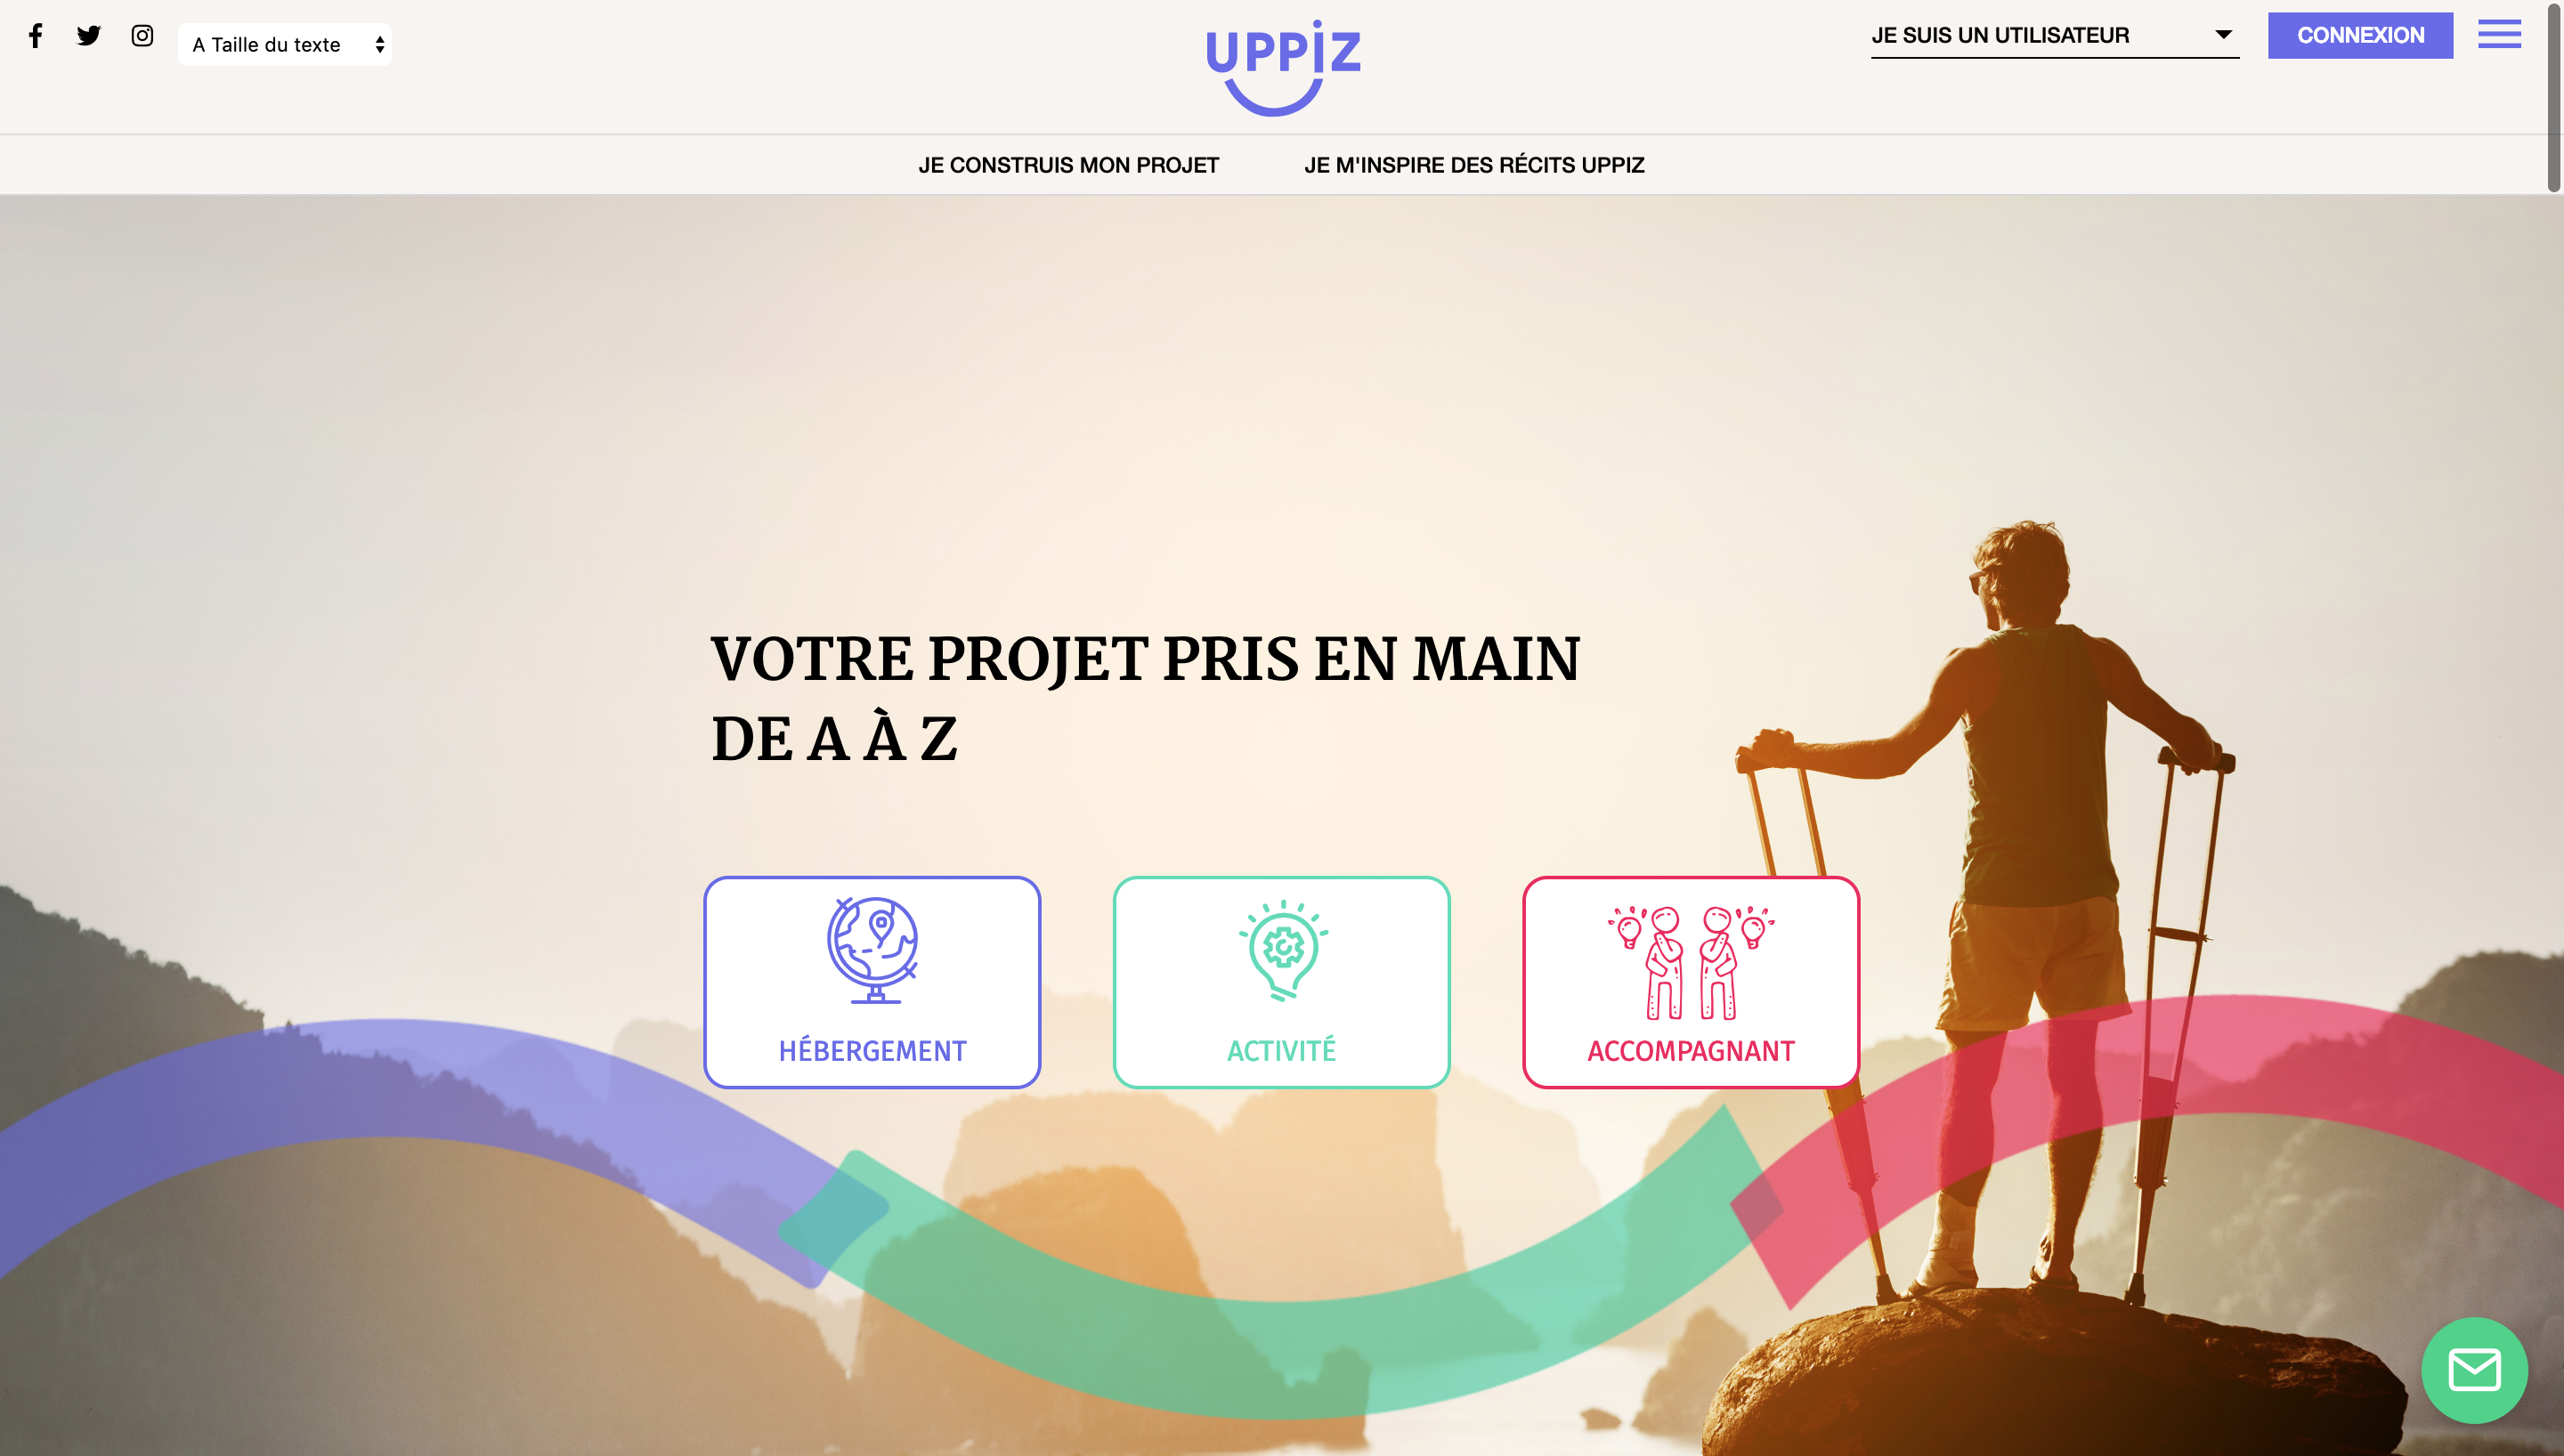 A Taille du texte
UPPiZ
JE SUIS UN UTILISATEUR
CONNEXION
JE CONSTRUIS MON PROJET
JE M'INSPIRE DES RÉCITS UPPIZ
VOTRE PROJET PRIS EN MAIN
DE A À Z
HÉBERGEMENT
ACTIVITÉ
ACCOMPAGNANT